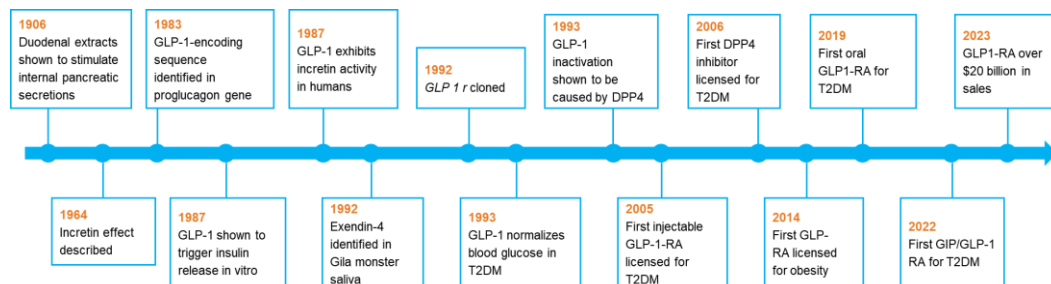 1906
Duodenal extracts
shown to stimulate
internal pancreatic
secretions
1983
GLP-1-encoding
sequence
identified in
proglucagon gene
1987
GLP-1 exhibits
incretin activity
in humans
1992
GLP 1 r cloned
1993
GLP-1
inactivation
shown to be
caused by DPP4
2006
First DPP4
inhibitor
licensed for
T2DM
2019
First oral
GLP1-RA for
T2DM
2023
GLP1-RA over
$20 billion in
sales
1964
Incretin effect
described
1987
GLP-1 shown to
trigger insulin
release in vitro
1992
Exendin-4
identified in
Gila monster
saliva
1993
GLP-1 normalizes
blood glucose in
T2DM
2005
First injectable
GLP-1-RA
licensed for
T2DM
2014
First GLP-
RA licensed
for obesity
2022
First GIP/GLP-1
RA for T2DM